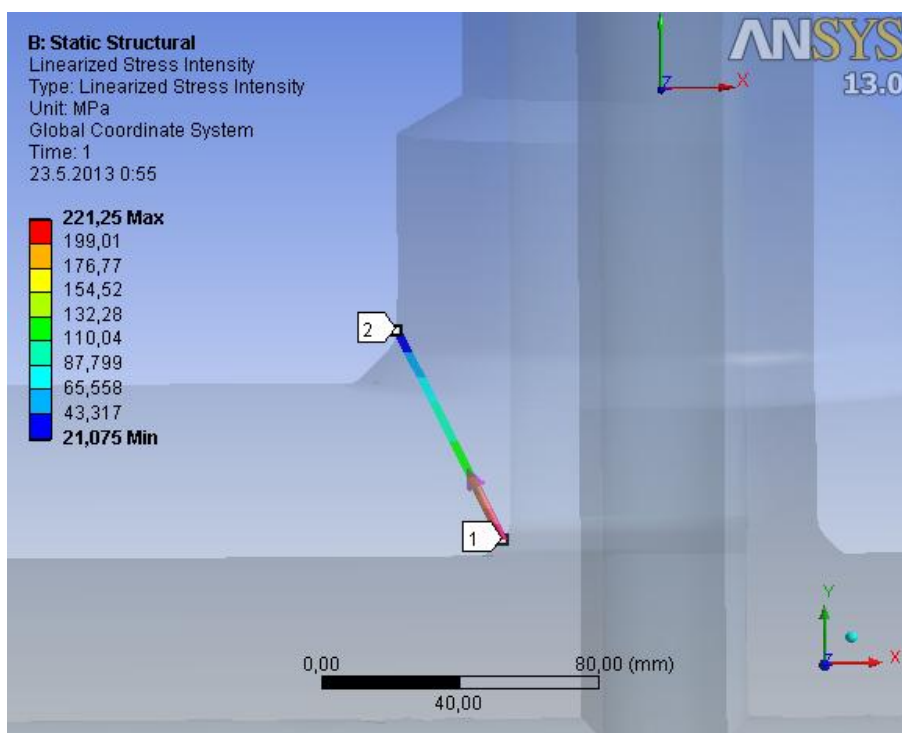 B: Static Structural
Linearized Stress Intensity
Type: Linearized Stress Intensity
Unit: MPa
Global Coordinate System
Time: 1
23.5.2013 0:55
ANSYS
13.0
X
Z
221,25 Max
199,01
176,77
154,52
132,28
110,04
87,799
65,558
43,317
21,075 Min
2
1
Y
X
Z
0,00
80,00 (mm)
40,00